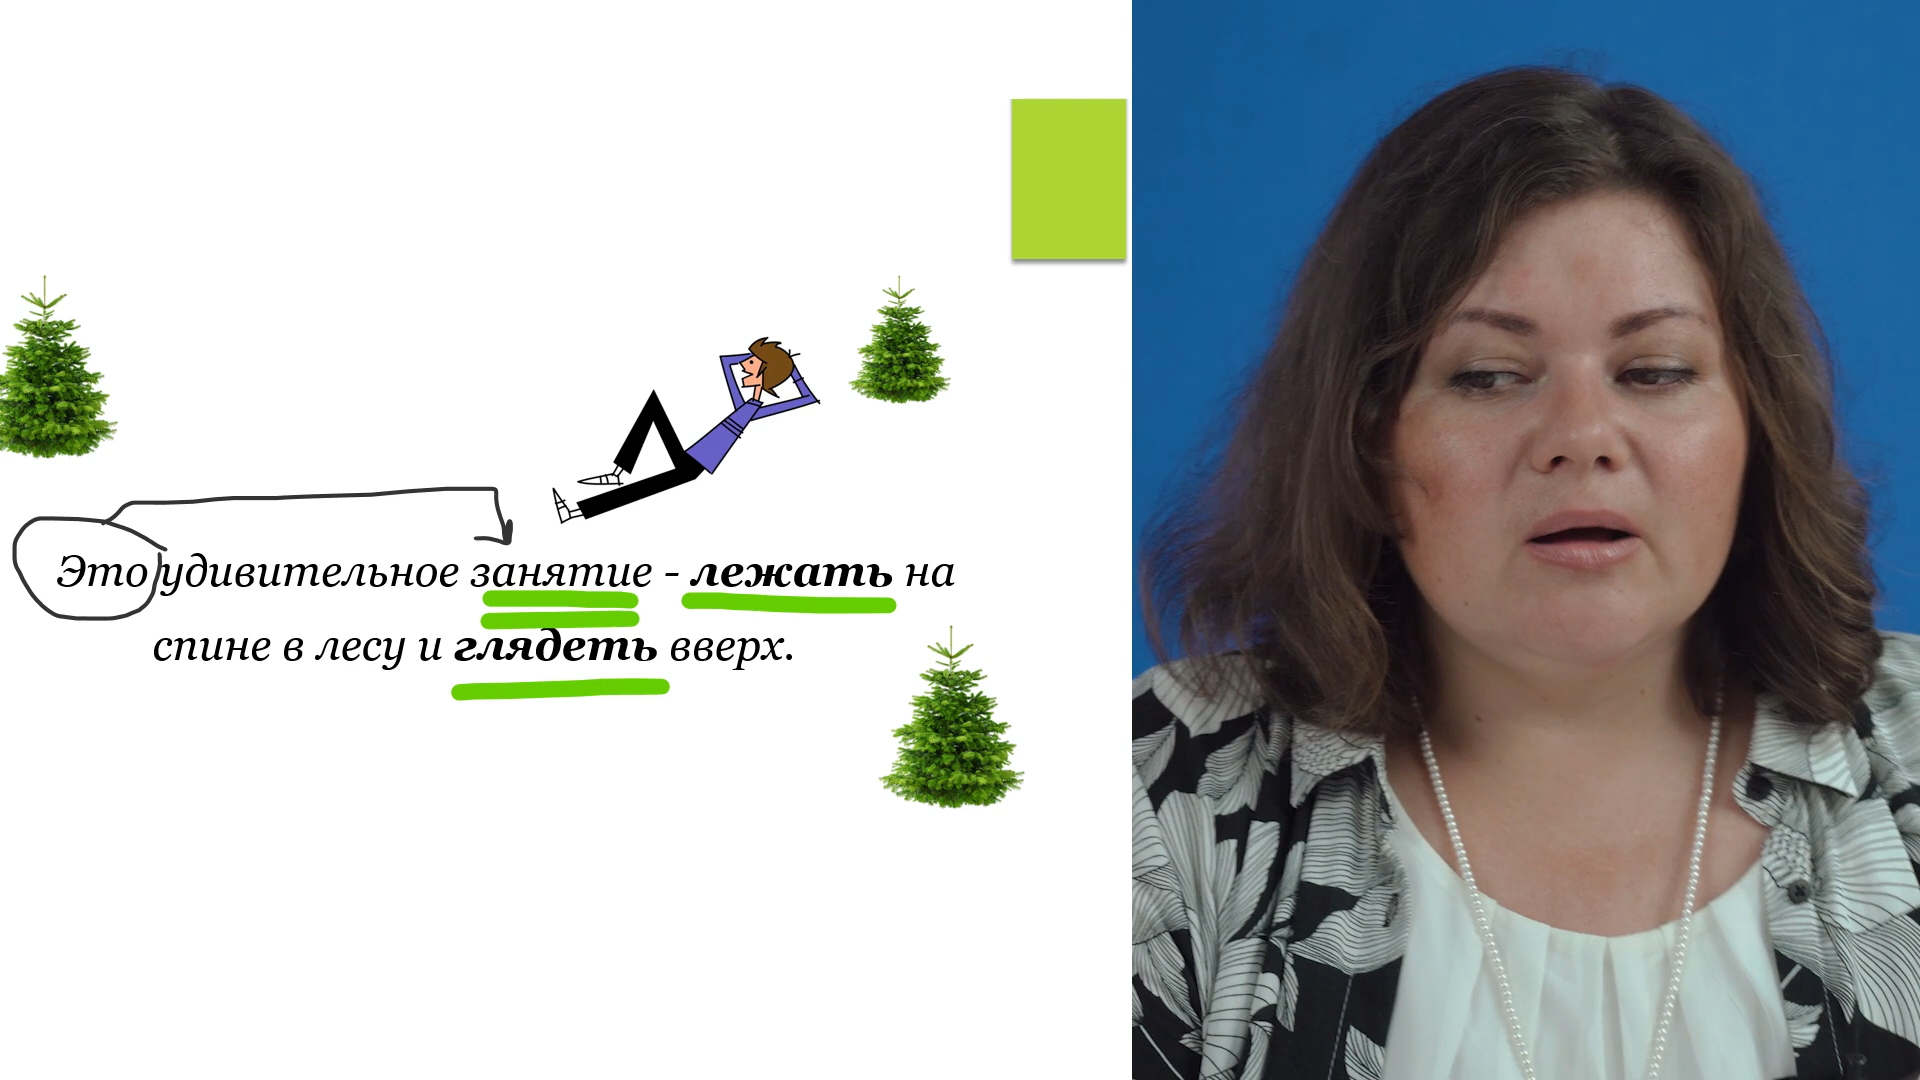 Это удивительное занятие - лежать на
спине в лесу и глядеть вверх.